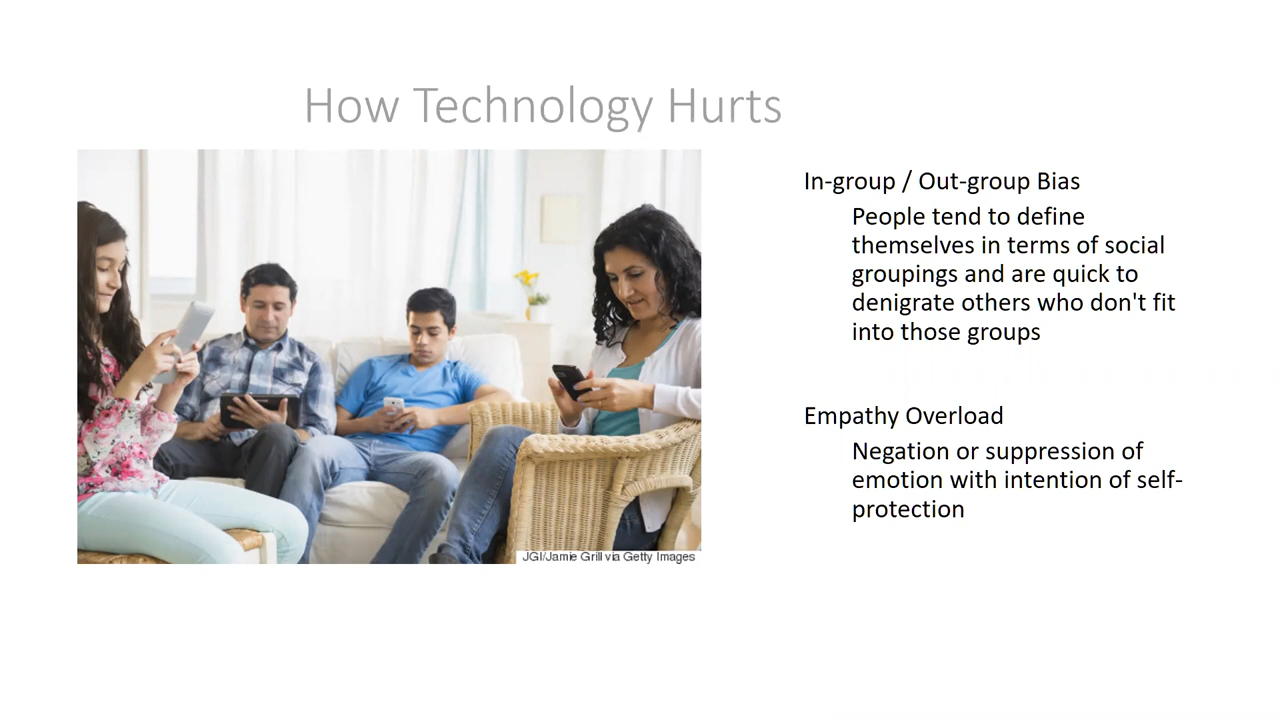 How Technology Hurts
In-group / Out-group Bias
People tend to define
themselves in terms of social
groupings and are quick to
denigrate others who don't fit
into those groups
Empathy Overload
Negation or suppression of
emotion with intention of self-
protection
JGI/Jamie Grill via Getty Images